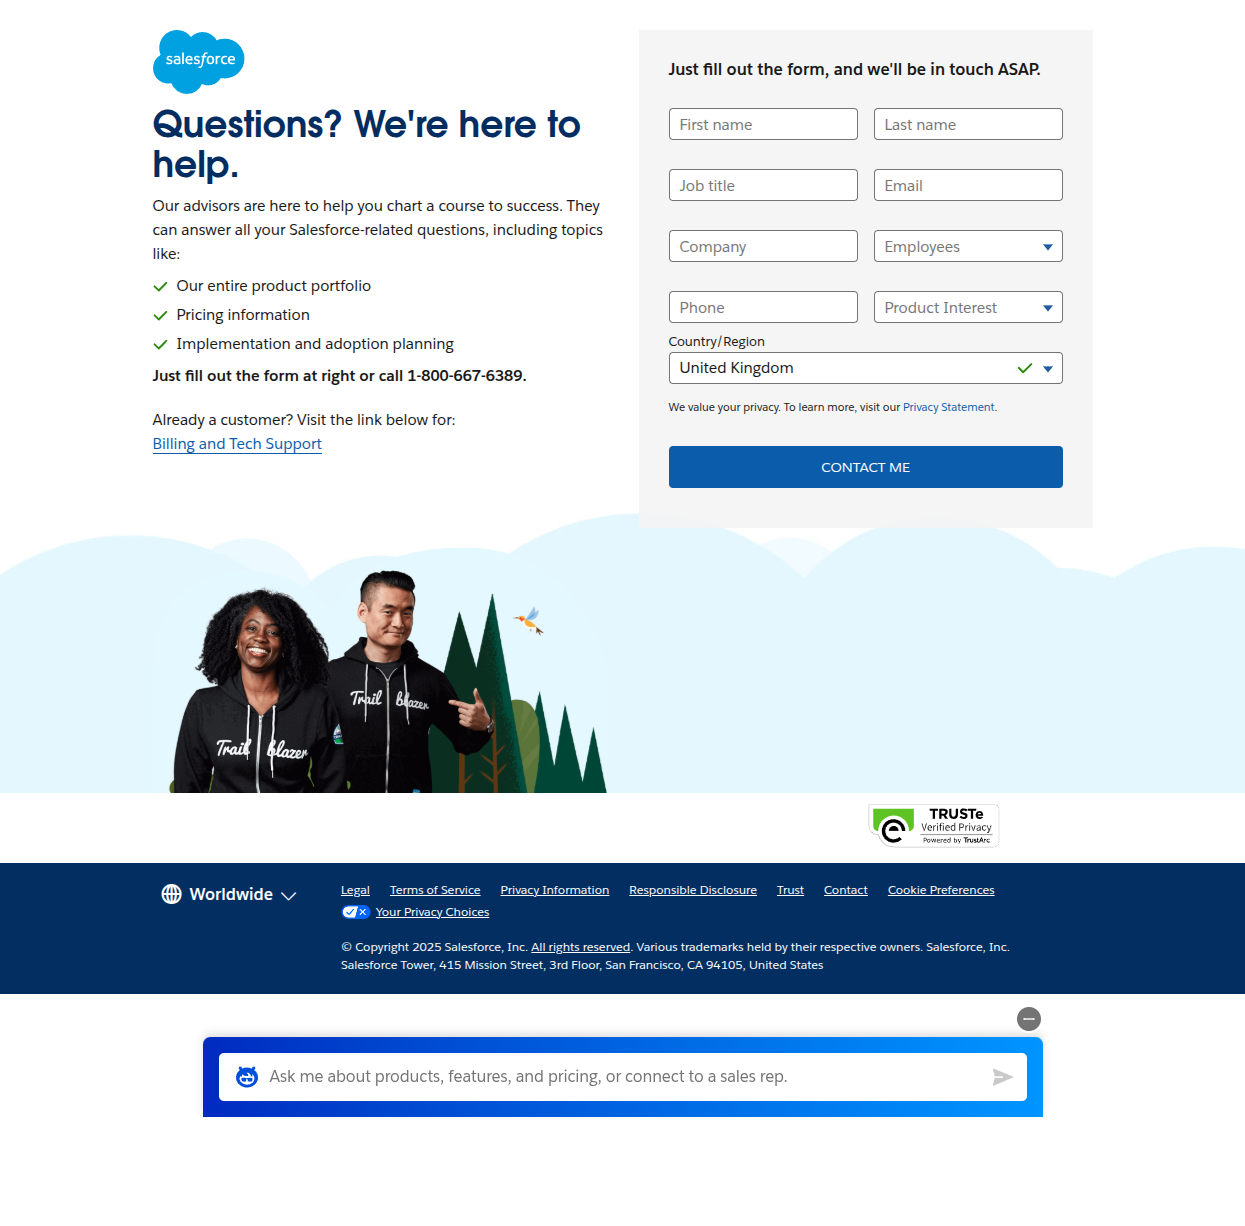 salesforce
Questions? We're here to
help.
Our advisors are here to help you chart a course to success. They
can answer all your Salesforce-related questions, including topics
like:
Our entire product portfolio
Pricing information
Implementation and adoption planning
Just fill out the form at right or call 1-800-667-6389.
Already a customer? Visit the link below for:
Billing and Tech Support
Just fill out the form, and we'll be in touch ASAP.
First name
Last name
Job title
Email
Company
Employees
Phone
Product Interest
Country/Region
United Kingdom
We value your privacy. To learn more, visit our Privacy Statement.
CONTACT ME
Trail blazer
Trail blazer
TRUSTe
Verified Privacy
Powered by TrustArc
Worldwide
Legal Terms of Service Privacy Information Responsible Disclosure Trust Contact Cookie Preferences
Your Privacy Choices
© Copyright 2025 Salesforce, Inc. All rights reserved. Various trademarks held by their respective owners. Salesforce, Inc.
Salesforce Tower, 415 Mission Street, 3rd Floor, San Francisco, CA 94105, United States
Ask me about products, features, and pricing, or connect to a sales rep.